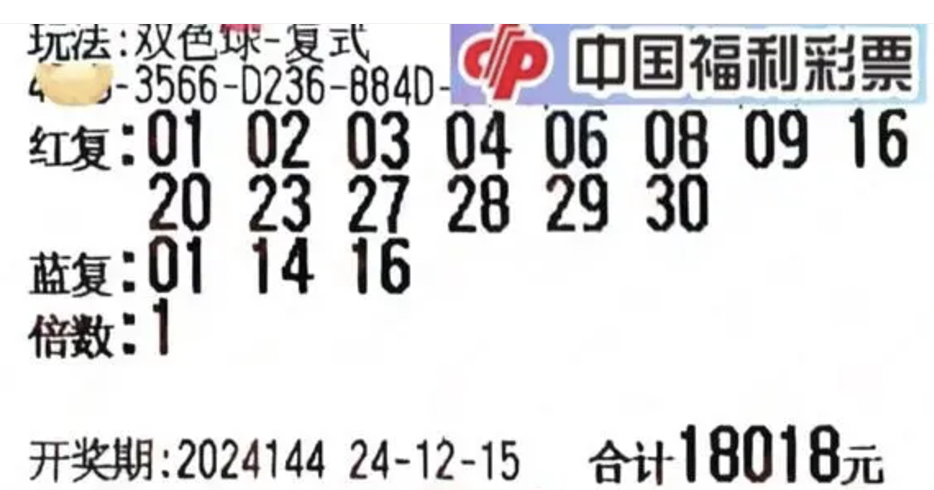 玩法:双色球-复式
中国福利彩票
-3566-D236-884D-
红复:01 02 03 04 06 08 09 16
20 23 27 28 29 30
蓝复:01 14 16
倍数:1
开奖期:2024144 24-12-15 合计18018元